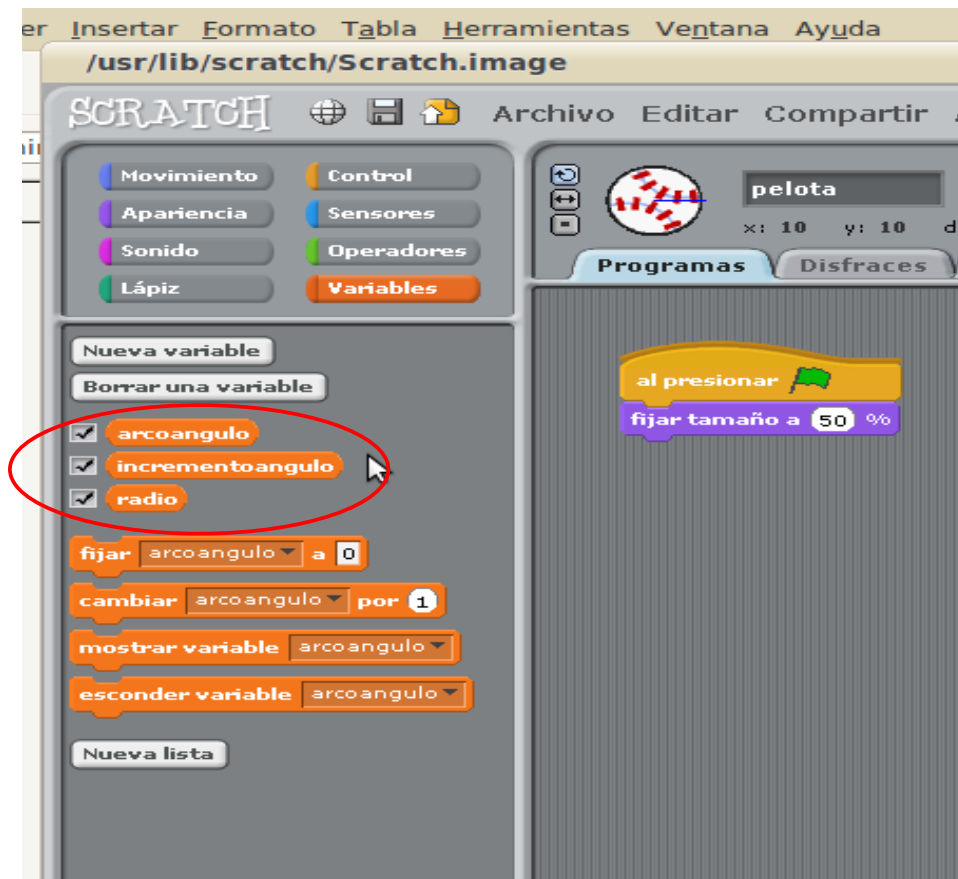 er Insertar Formato Tabla Herramientas Ventana Ayuda
/usr/lib/scratch/Scratch.image
SCRATCH Archivo Editar Compartir
Movimiento Control
Apariencia Sensores
Sonido Operadores
Lápiz Variables
pelota
x: 10 y: 10 d
Programas Disfraces
Nueva variable
Borrar una variable
arcoangulo
incrementoangulo
radio
fijar arcoangulo a 0
cambiar arcoangulo por 1
mostrar variable arcoangulo
esconder variable arcoangulo
Nueva lista
al presionar
fijar tamaño a 50 %